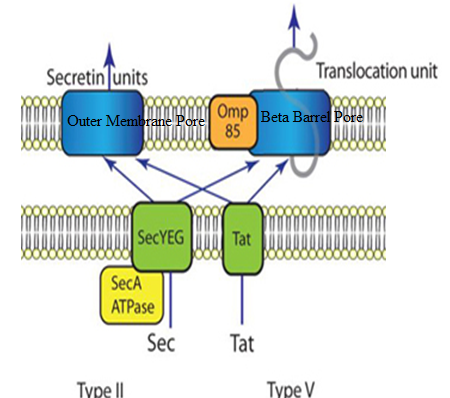 Secretin units
Translocation unit
Outer Membrane Pore
Omp
85
Beta Barrel Pore
SecYEG
Tat
SecA
ATPase
Sec
Tat
Type II
Type V